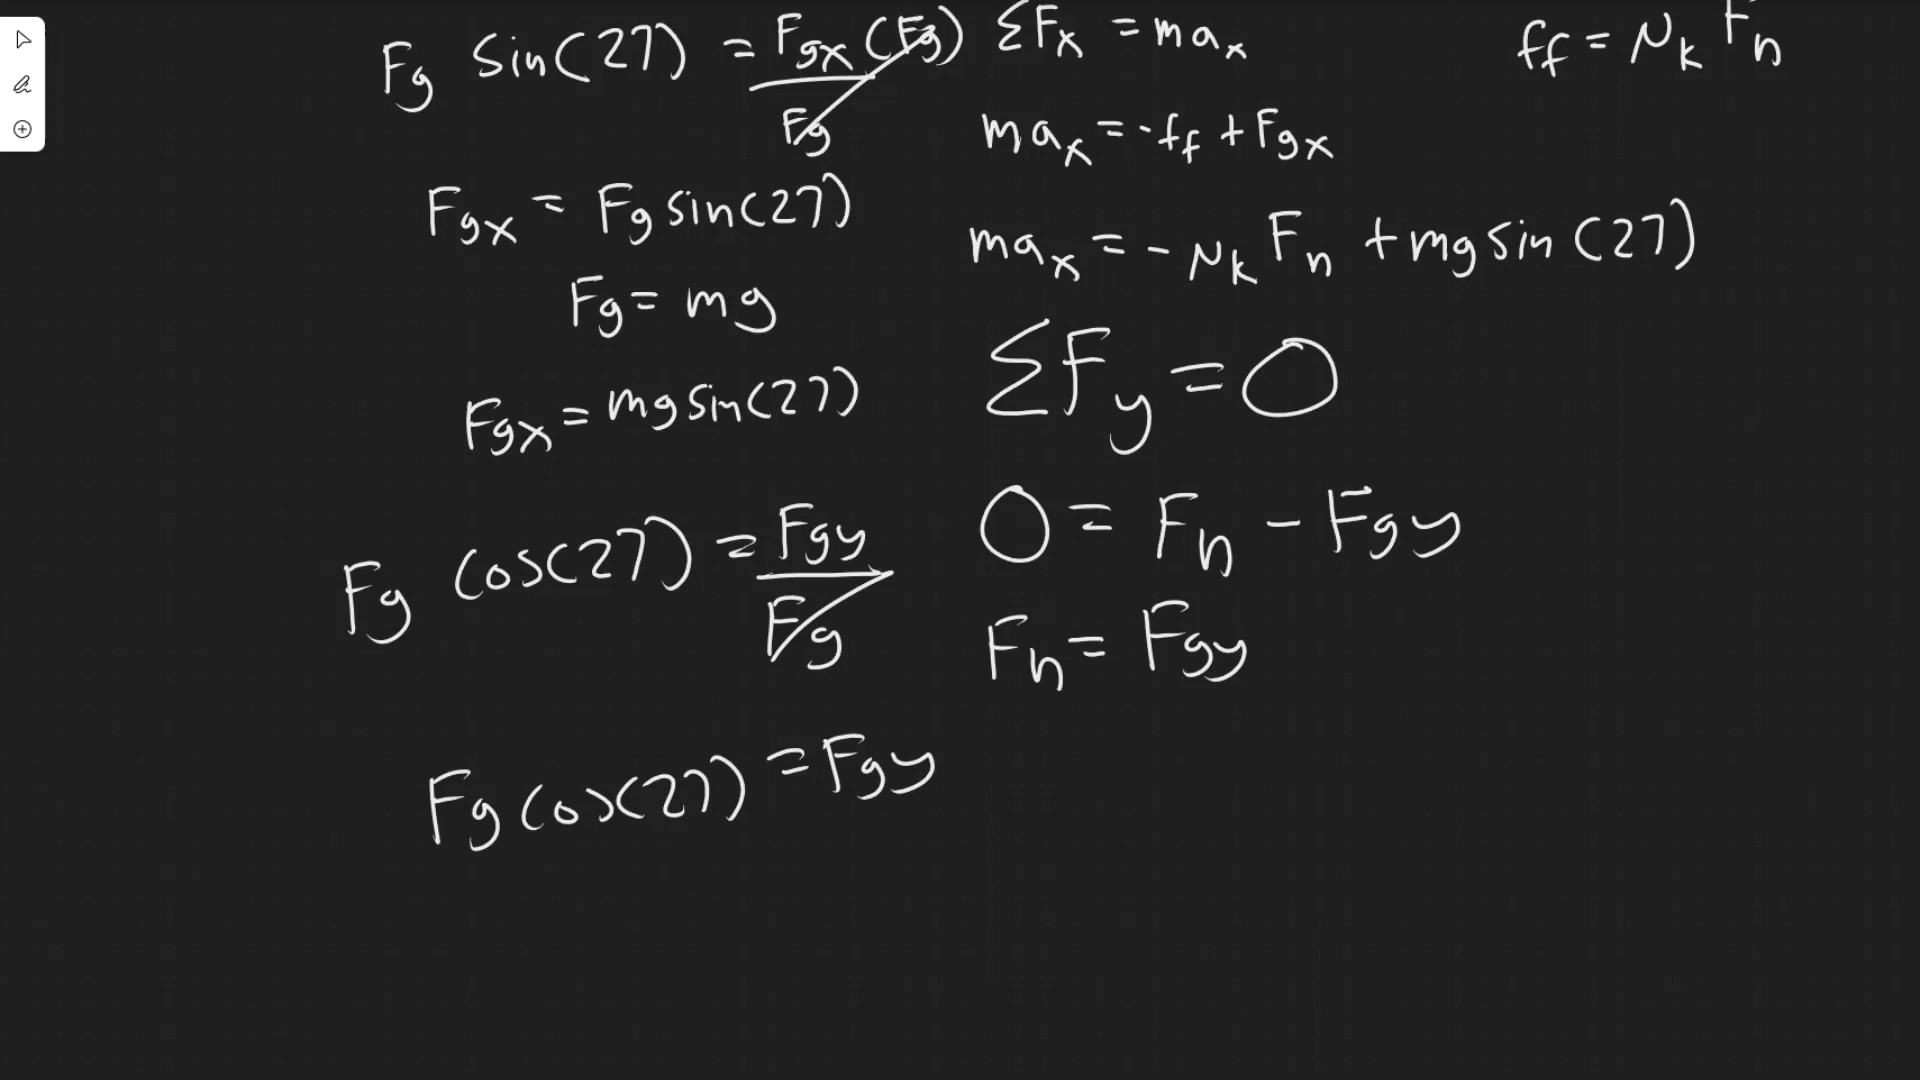 Fg sin(27) = Fgx (Fg) / Fg
Fgx = Fg sin(27)
Fg = mg
Fgx = mg sin(27)
Fg cos(27) = Fgy / Fg
Fg cos(27) = Fgy
ΣFx = max
max = -ff + Fgx
max = - μk Fn + mg sin(27)
ΣFy = 0
0 = Fn - Fgy
Fn = Fgy
ff = μk Fn